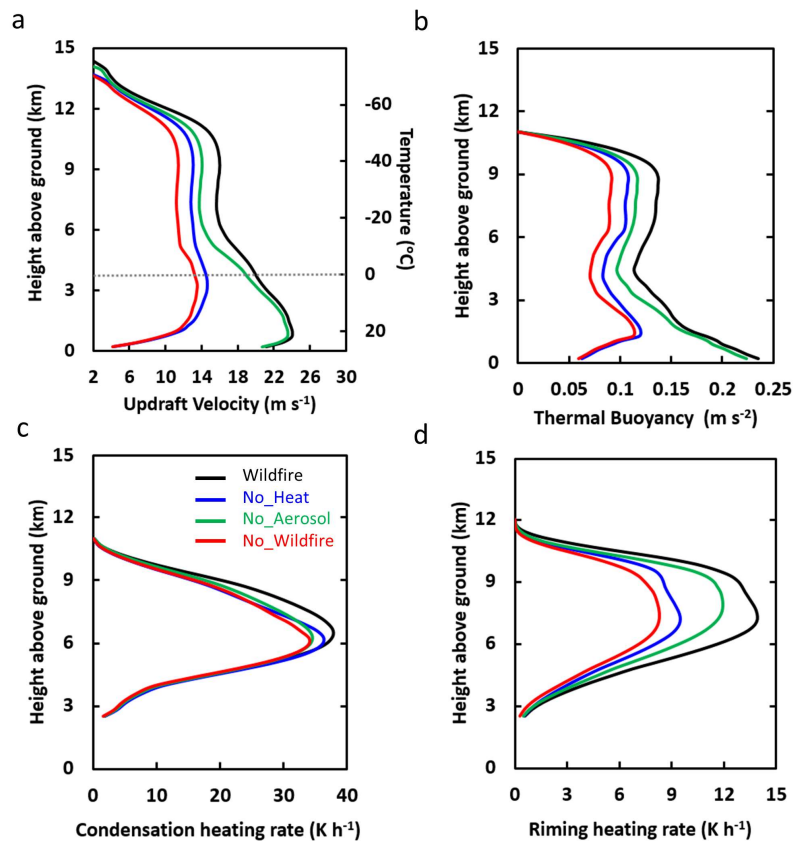 a
15
12
9
6
3
0
Height above ground (km)
-60
-40
-20
0
20
Temperature (°C)
2 6 10 14 18 22 26 30
Updraft Velocity (m s⁻¹)
b
15
12
9
6
3
0
Height above ground (km)
0 0.05 0.1 0.15 0.2 0.25
Thermal Buoyancy (m s⁻²)
c
15
12
9
6
3
0
Height above ground (km)
Wildfire
No_Heat
No_Aerosol
No_Wildfire
0 10 20 30 40
Condensation heating rate (K h⁻¹)
d
15
12
9
6
3
0
Height above ground (km)
0 3 6 9 12 15
Riming heating rate (K h⁻¹)